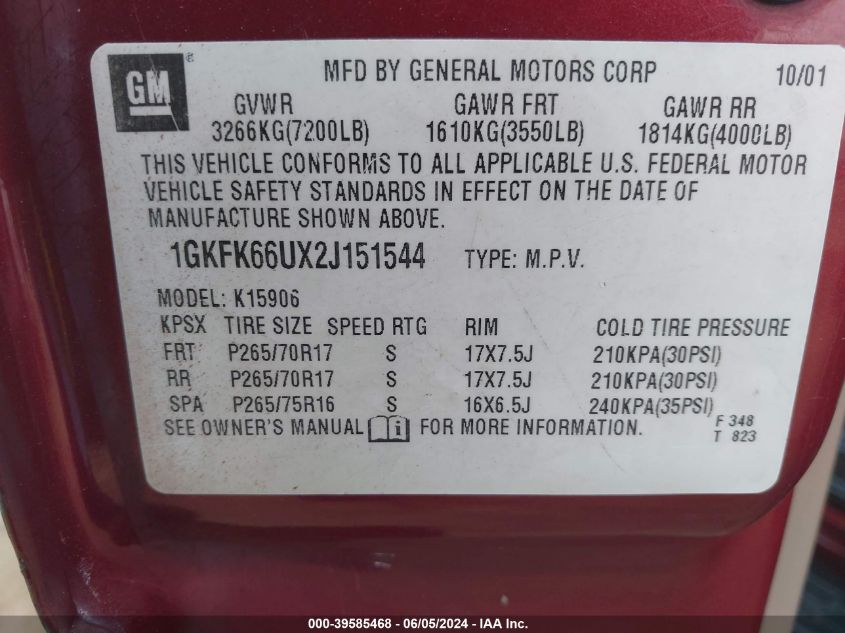 GM ®
MFD BY GENERAL MOTORS CORP 10/01
GVWR GAWR FRT GAWR RR
3266KG(7200LB) 1610KG(3550LB) 1814KG(4000LB)
THIS VEHICLE CONFORMS TO ALL APPLICABLE U.S. FEDERAL MOTOR
VEHICLE SAFETY STANDARDS IN EFFECT ON THE DATE OF
MANUFACTURE SHOWN ABOVE.
1GKFK66UX2J151544 TYPE: M.P.V.
MODEL: K15906
KPSX TIRE SIZE SPEED RTG RIM COLD TIRE PRESSURE
FRT P265/70R17 S 17X7.5J 210KPA(30PSI)
RR P265/70R17 S 17X7.5J 210KPA(30PSI)
SPA P265/75R16 S 16X6.5J 240KPA(35PSI)
SEE OWNER'S MANUAL i FOR MORE INFORMATION. F 348
T 823
000-39585468 - 06/05/2024 - IAA Inc.